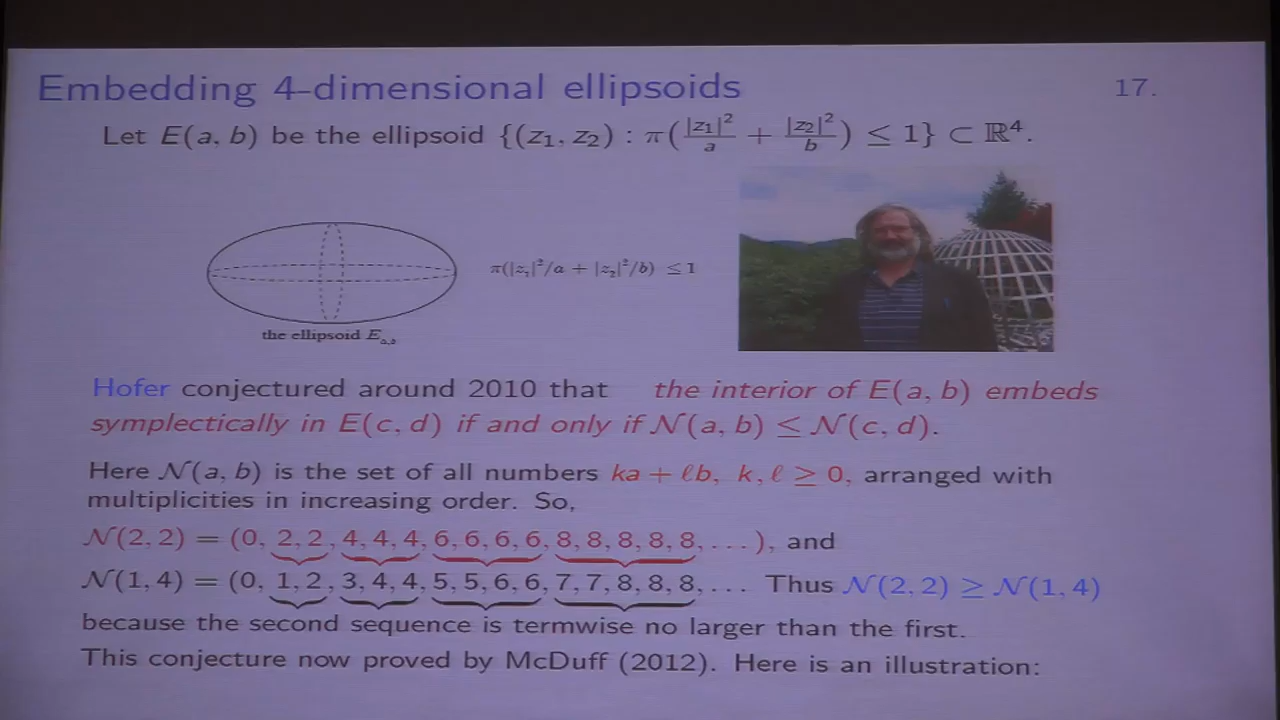 Embedding 4-dimensional ellipsoids 17.
Let E(a, b) be the ellipsoid {(z₁, z₂) : π(|z₁|²/a + |z₂|²/b) ≤ 1} ⊂ ℝ⁴.
π(|z₁|²/a + |z₂|²/b) ≤ 1
the ellipsoid E_{a,b}
Hofer conjectured around 2010 that the interior of E(a, b) embeds
symplectically in E(c, d) if and only if 𝒩(a, b) ≤ 𝒩(c, d).
Here 𝒩(a, b) is the set of all numbers ka + ℓb, k, ℓ ≥ 0, arranged with
multiplicities in increasing order. So,
𝒩(2, 2) = (0, 2, 2, 4, 4, 4, 6, 6, 6, 6, 8, 8, 8, 8, 8, . . . ), and
𝒩(1, 4) = (0, 1, 2, 3, 4, 4, 5, 5, 6, 6, 7, 7, 8, 8, 8, . . . Thus 𝒩(2, 2) ≥ 𝒩(1, 4)
because the second sequence is termwise no larger than the first.
This conjecture now proved by McDuff (2012). Here is an illustration: